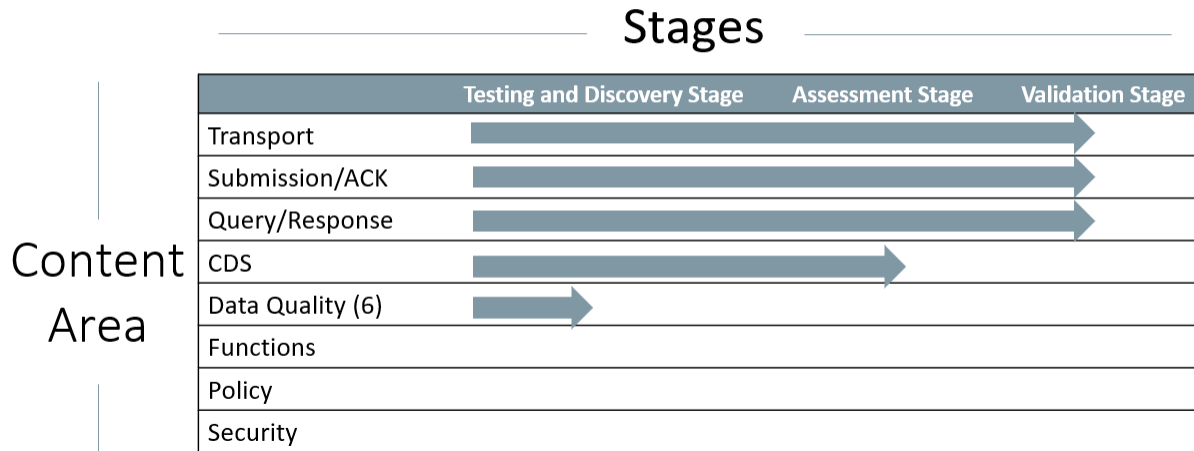 Stages
Testing and Discovery Stage Assessment Stage Validation Stage
Transport
Submission/ACK
Query/Response
Content
Area
CDS
Data Quality (6)
Functions
Policy
Security